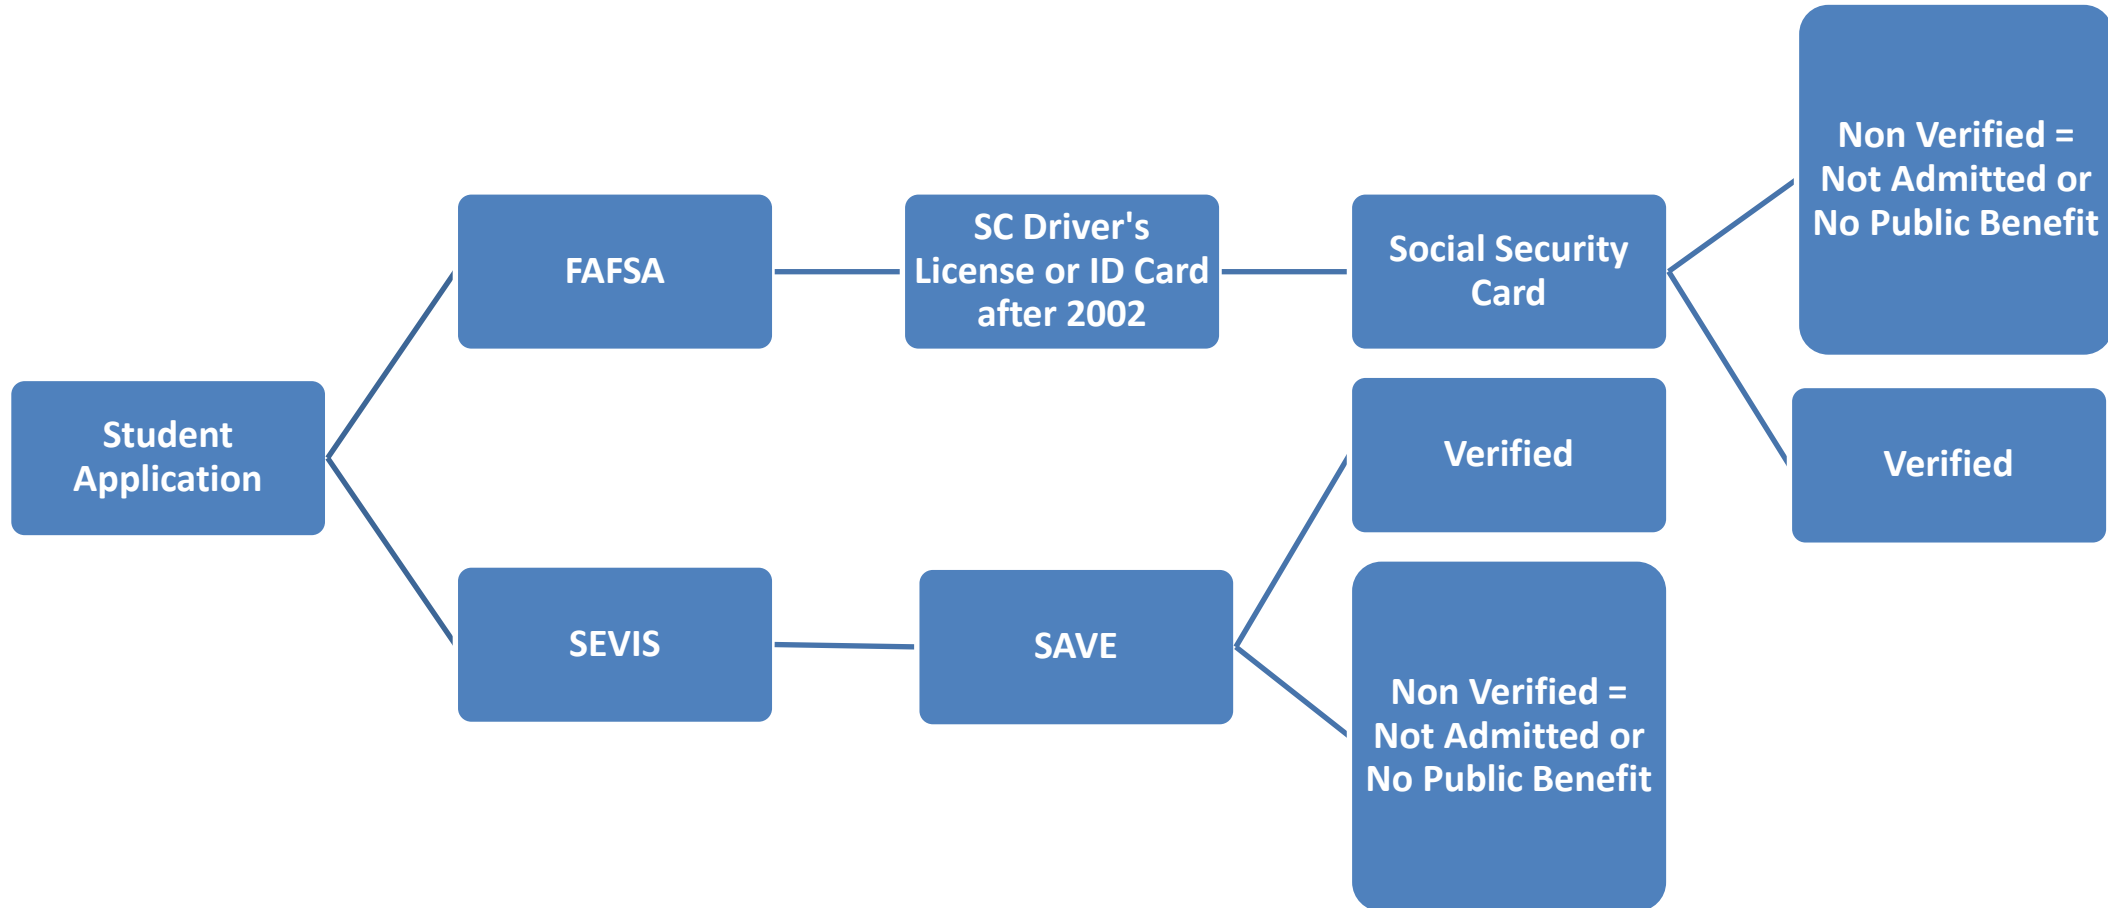 Student
Application
FAFSA
SC Driver's
License or ID Card
after 2002
Social Security
Card
Non Verified =
Not Admitted or
No Public Benefit
Verified
SEVIS
SAVE
Verified
Non Verified =
Not Admitted or
No Public Benefit